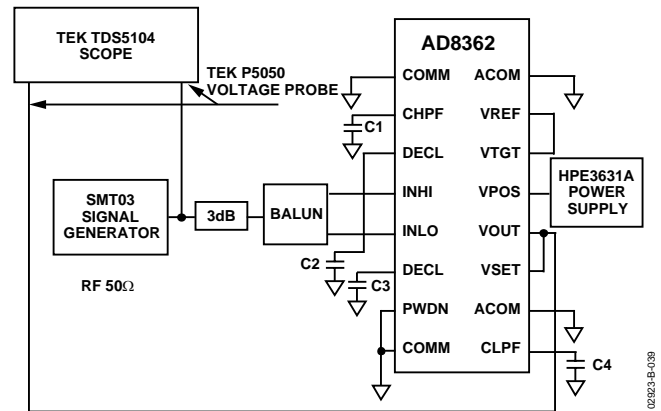 TEK TDS5104
SCOPE
TEK P5050
VOLTAGE PROBE
SMT03
SIGNAL
GENERATOR
RF 50Ω
3dB
BALUN
C1
C2
C3
AD8362
COMM
ACOM
CHPF
VREF
DECL
VTGT
INHI
VPOS
INLO
VOUT
DECL
VSET
PWDN
ACOM
COMM
CLPF
C4
HPE3631A
POWER
SUPPLY
02923-B-039